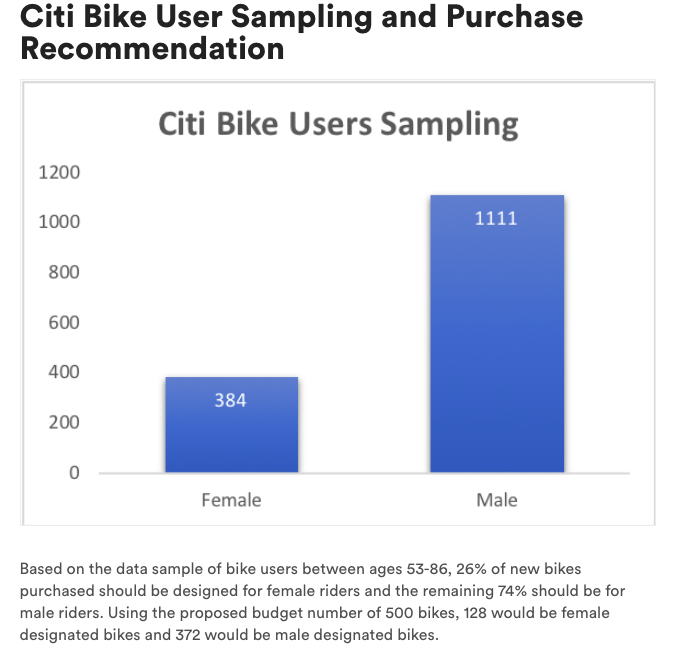 Citi Bike User Sampling and Purchase
Recommendation
Citi Bike Users Sampling
1200
1000
800
600
400
200
0
384
1111
Female
Male
Based on the data sample of bike users between ages 53-86, 26% of new bikes
purchased should be designed for female riders and the remaining 74% should be for
male riders. Using the proposed budget number of 500 bikes, 128 would be female
designated bikes and 372 would be male designated bikes.